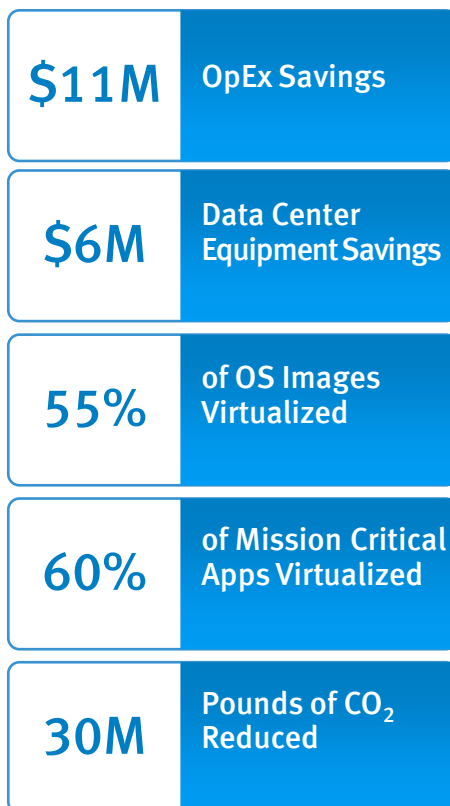 $11M
OpEx Savings
$6M
Data Center
Equipment Savings
55%
of OS Images
Virtualized
60%
of Mission Critical
Apps Virtualized
30M
Pounds of CO₂
Reduced